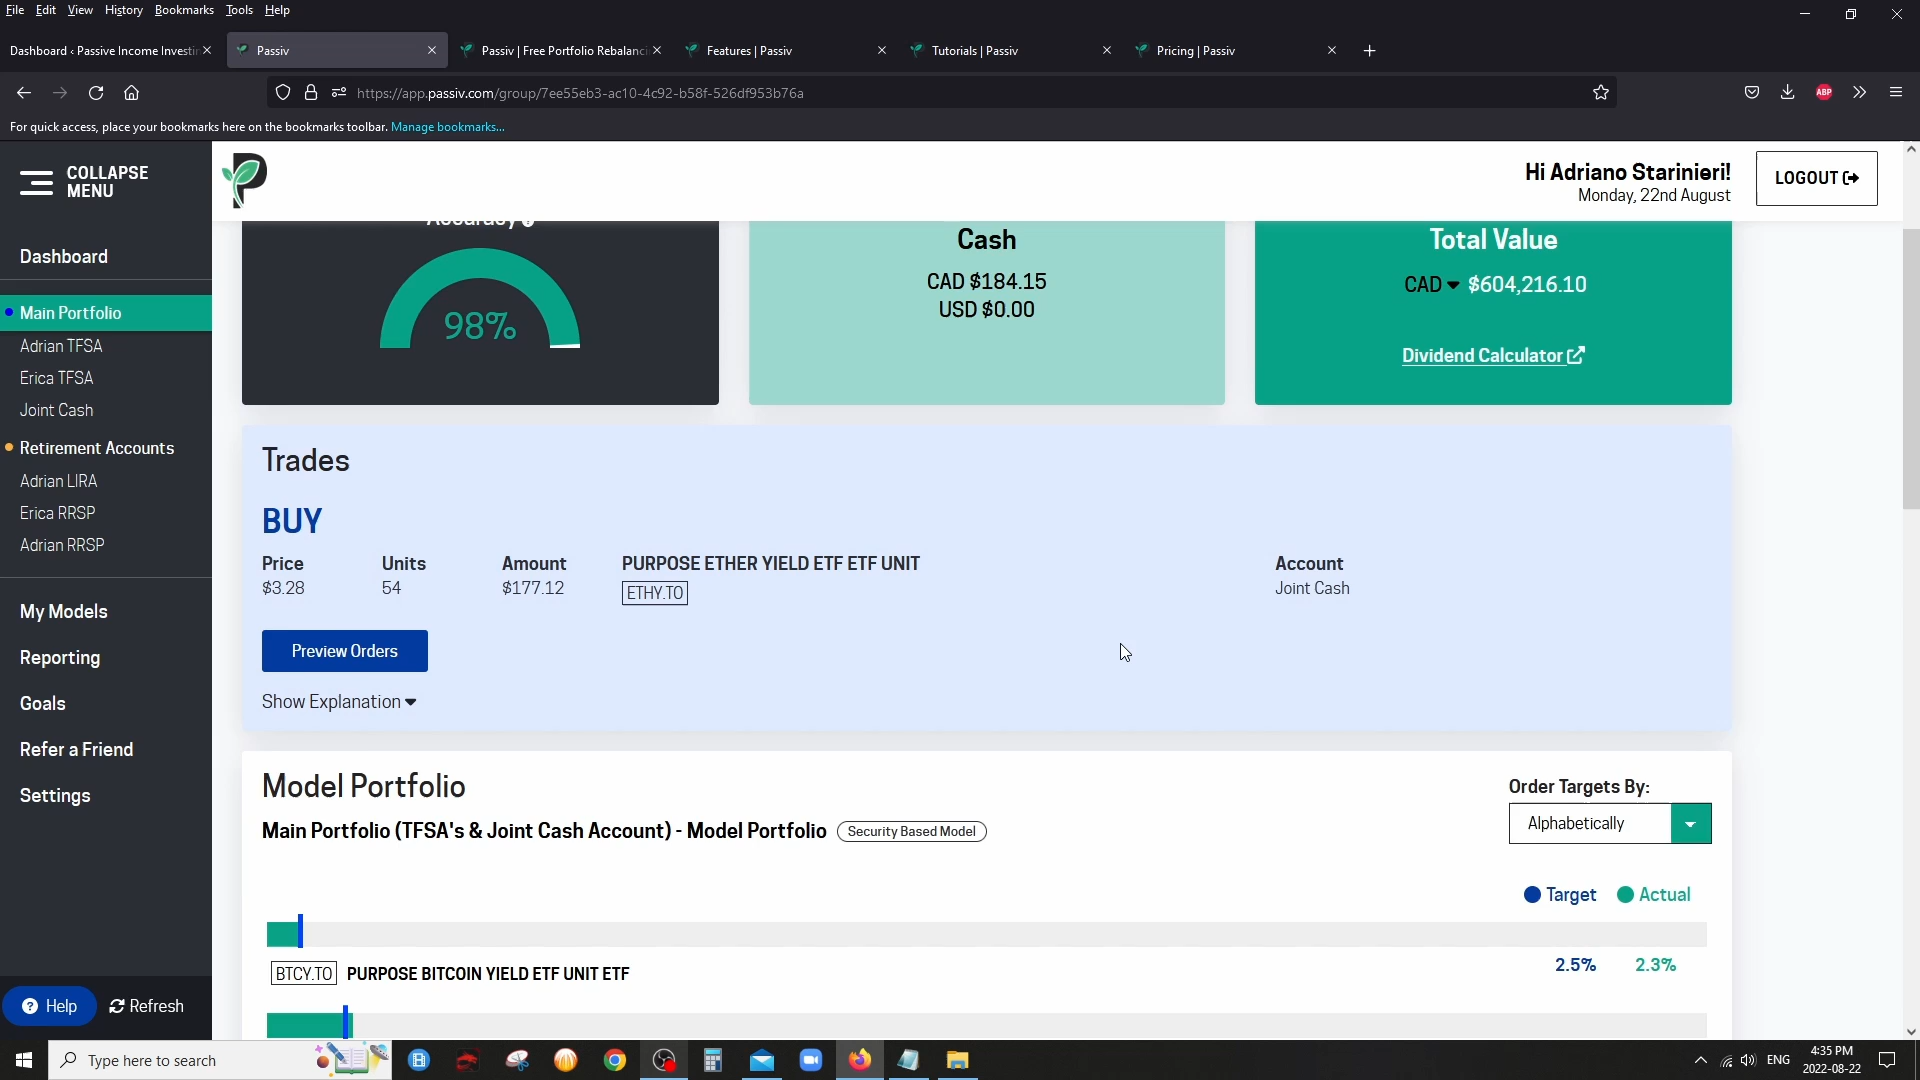 File Edit View History Bookmarks Tools Help
Dashboard ‹ Passive Income Investin
Passiv
Passiv | Free Portfolio Rebalanci
Features | Passiv
Tutorials | Passiv
Pricing | Passiv
https://app.passiv.com/group/7ee55eb3-ac10-4c92-b58f-526df953b76a
ABP
For quick access, place your bookmarks here on the bookmarks toolbar. Manage bookmarks...
COLLAPSE
MENU
Hi Adriano Starinieri!
Monday, 22nd August
LOGOUT
Dashboard
Main Portfolio
Adrian TFSA
Erica TFSA
Joint Cash
Retirement Accounts
Adrian LIRA
Erica RRSP
Adrian RRSP
My Models
Reporting
Goals
Refer a Friend
Settings
Help
Refresh
Accuracy
98%
Cash
CAD $184.15
USD $0.00
Total Value
CAD $604,216.10
Dividend Calculator
Trades
BUY
Price Units Amount PURPOSE ETHER YIELD ETF ETF UNIT Account
$3.28 54 $177.12 ETHY.TO Joint Cash
Preview Orders
Show Explanation
Model Portfolio
Order Targets By:
Main Portfolio (TFSA's & Joint Cash Account) - Model Portfolio Security Based Model
Alphabetically
Target Actual
BTCY.TO PURPOSE BITCOIN YIELD ETF UNIT ETF 2.5% 2.3%
Type here to search
ENG
4:35 PM
2022-08-22